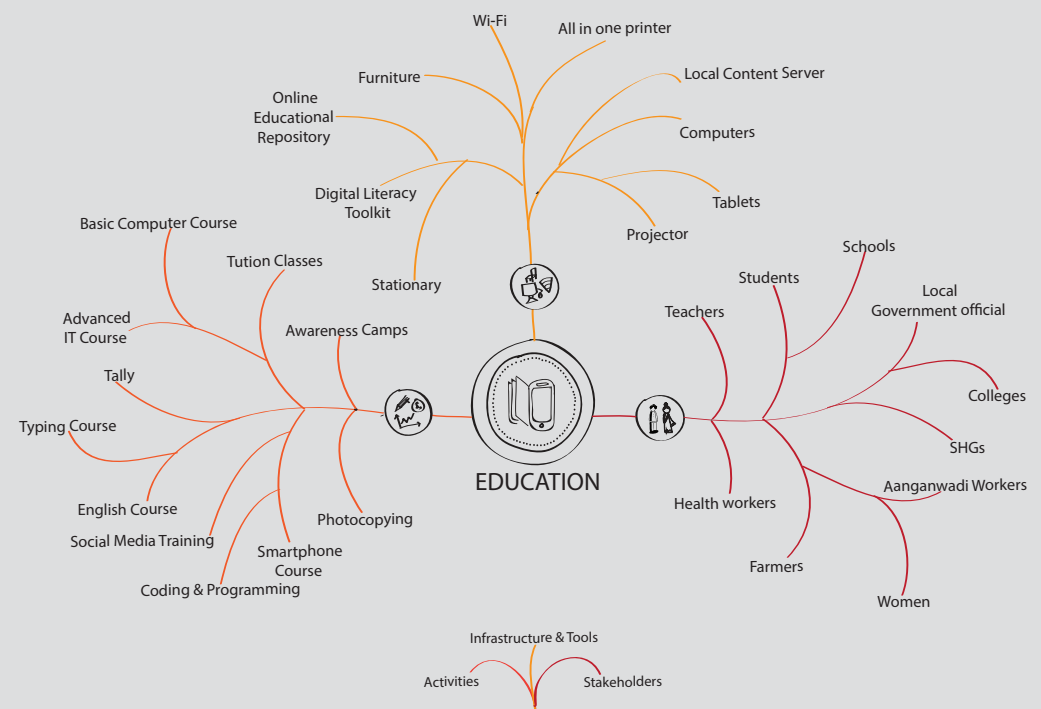 Wi-Fi
All in one printer
Furniture
Local Content Server
Online
Educational
Repository
Computers
Digital Literacy
Toolkit
Tablets
Projector
Stationary
Basic Computer Course
Tution Classes
Advanced
IT Course
Awareness Camps
Tally
Typing Course
English Course
Social Media Training
Coding & Programming
Smartphone
Course
Photocopying
EDUCATION
Schools
Students
Teachers
Local
Government official
Colleges
SHGs
Aanganwadi Workers
Health workers
Farmers
Women
Infrastructure & Tools
Activities
Stakeholders